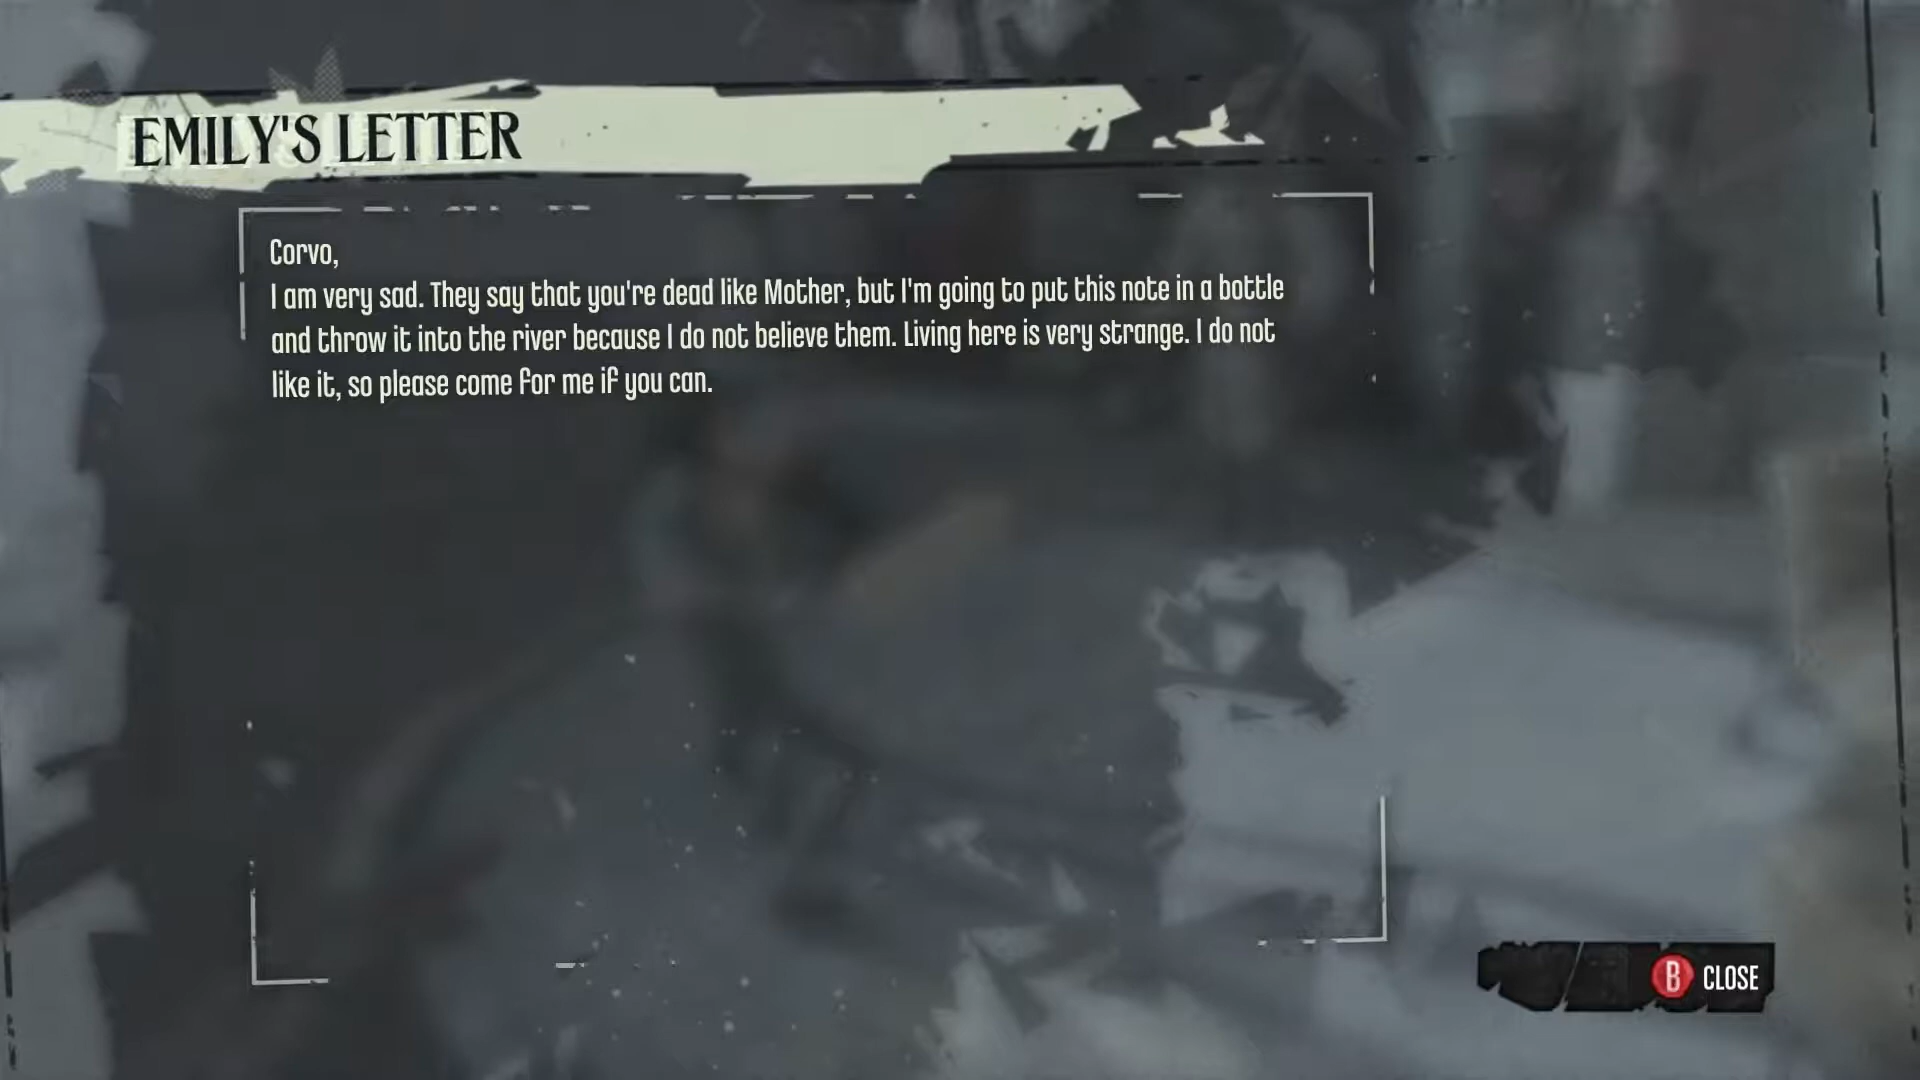 EMILY'S LETTER
Corvo,
I am very sad. They say that you're dead like Mother, but I'm going to put this note in a bottle
and throw it into the river because I do not believe them. Living here is very strange. I do not
like it, so please come for me if you can.
B CLOSE